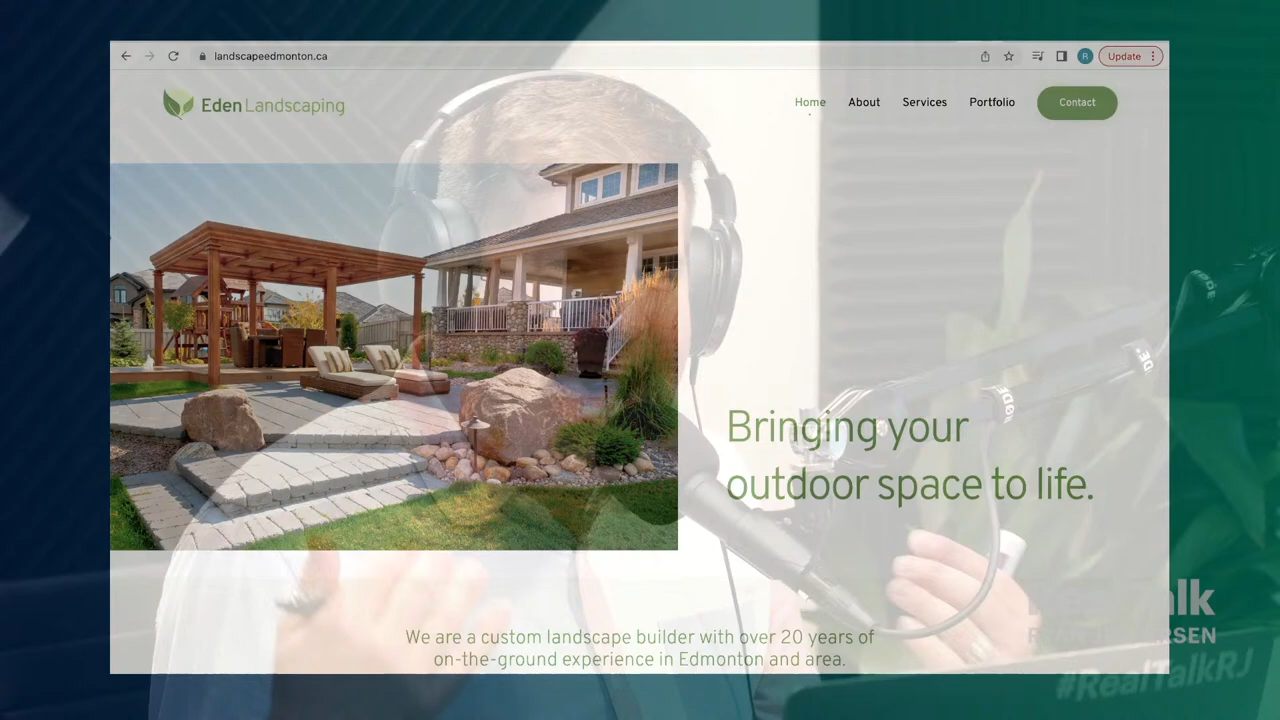 landscapeedmonton.ca
R
Update
Eden Landscaping
Home
About
Services
Portfolio
Contact
Bringing your
outdoor space to life.
We are a custom landscape builder with over 20 years of
on-the-ground experience in Edmonton and area.
#RealTalkRJ